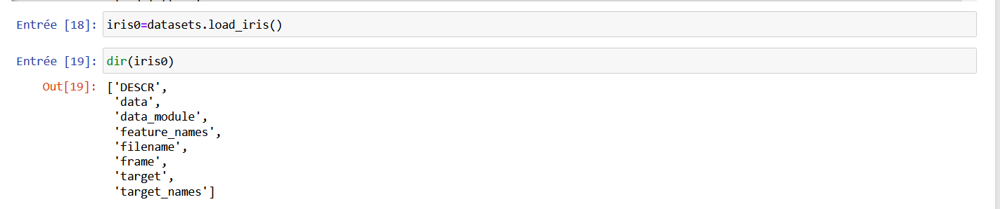 Entrée [18]: iris0=datasets.load_iris()
Entrée [19]: dir(iris0)
Out[19]: ['DESCR',
'data',
'data_module',
'feature_names',
'filename',
'frame',
'target',
'target_names']